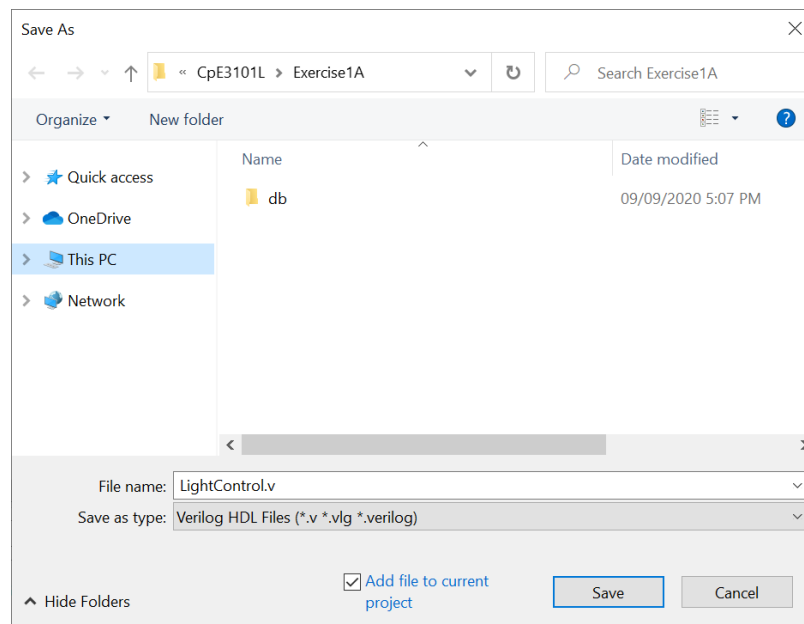 Save As
« CpE3101L > Exercise1A
Search Exercise1A
Organize
New folder
Name
Date modified
Quick access
db
09/09/2020 5:07 PM
OneDrive
This PC
Network
File name: LightControl.v
Save as type: Verilog HDL Files (*.v *.vlg *.verilog)
Add file to current
project
Save
Cancel
Hide Folders